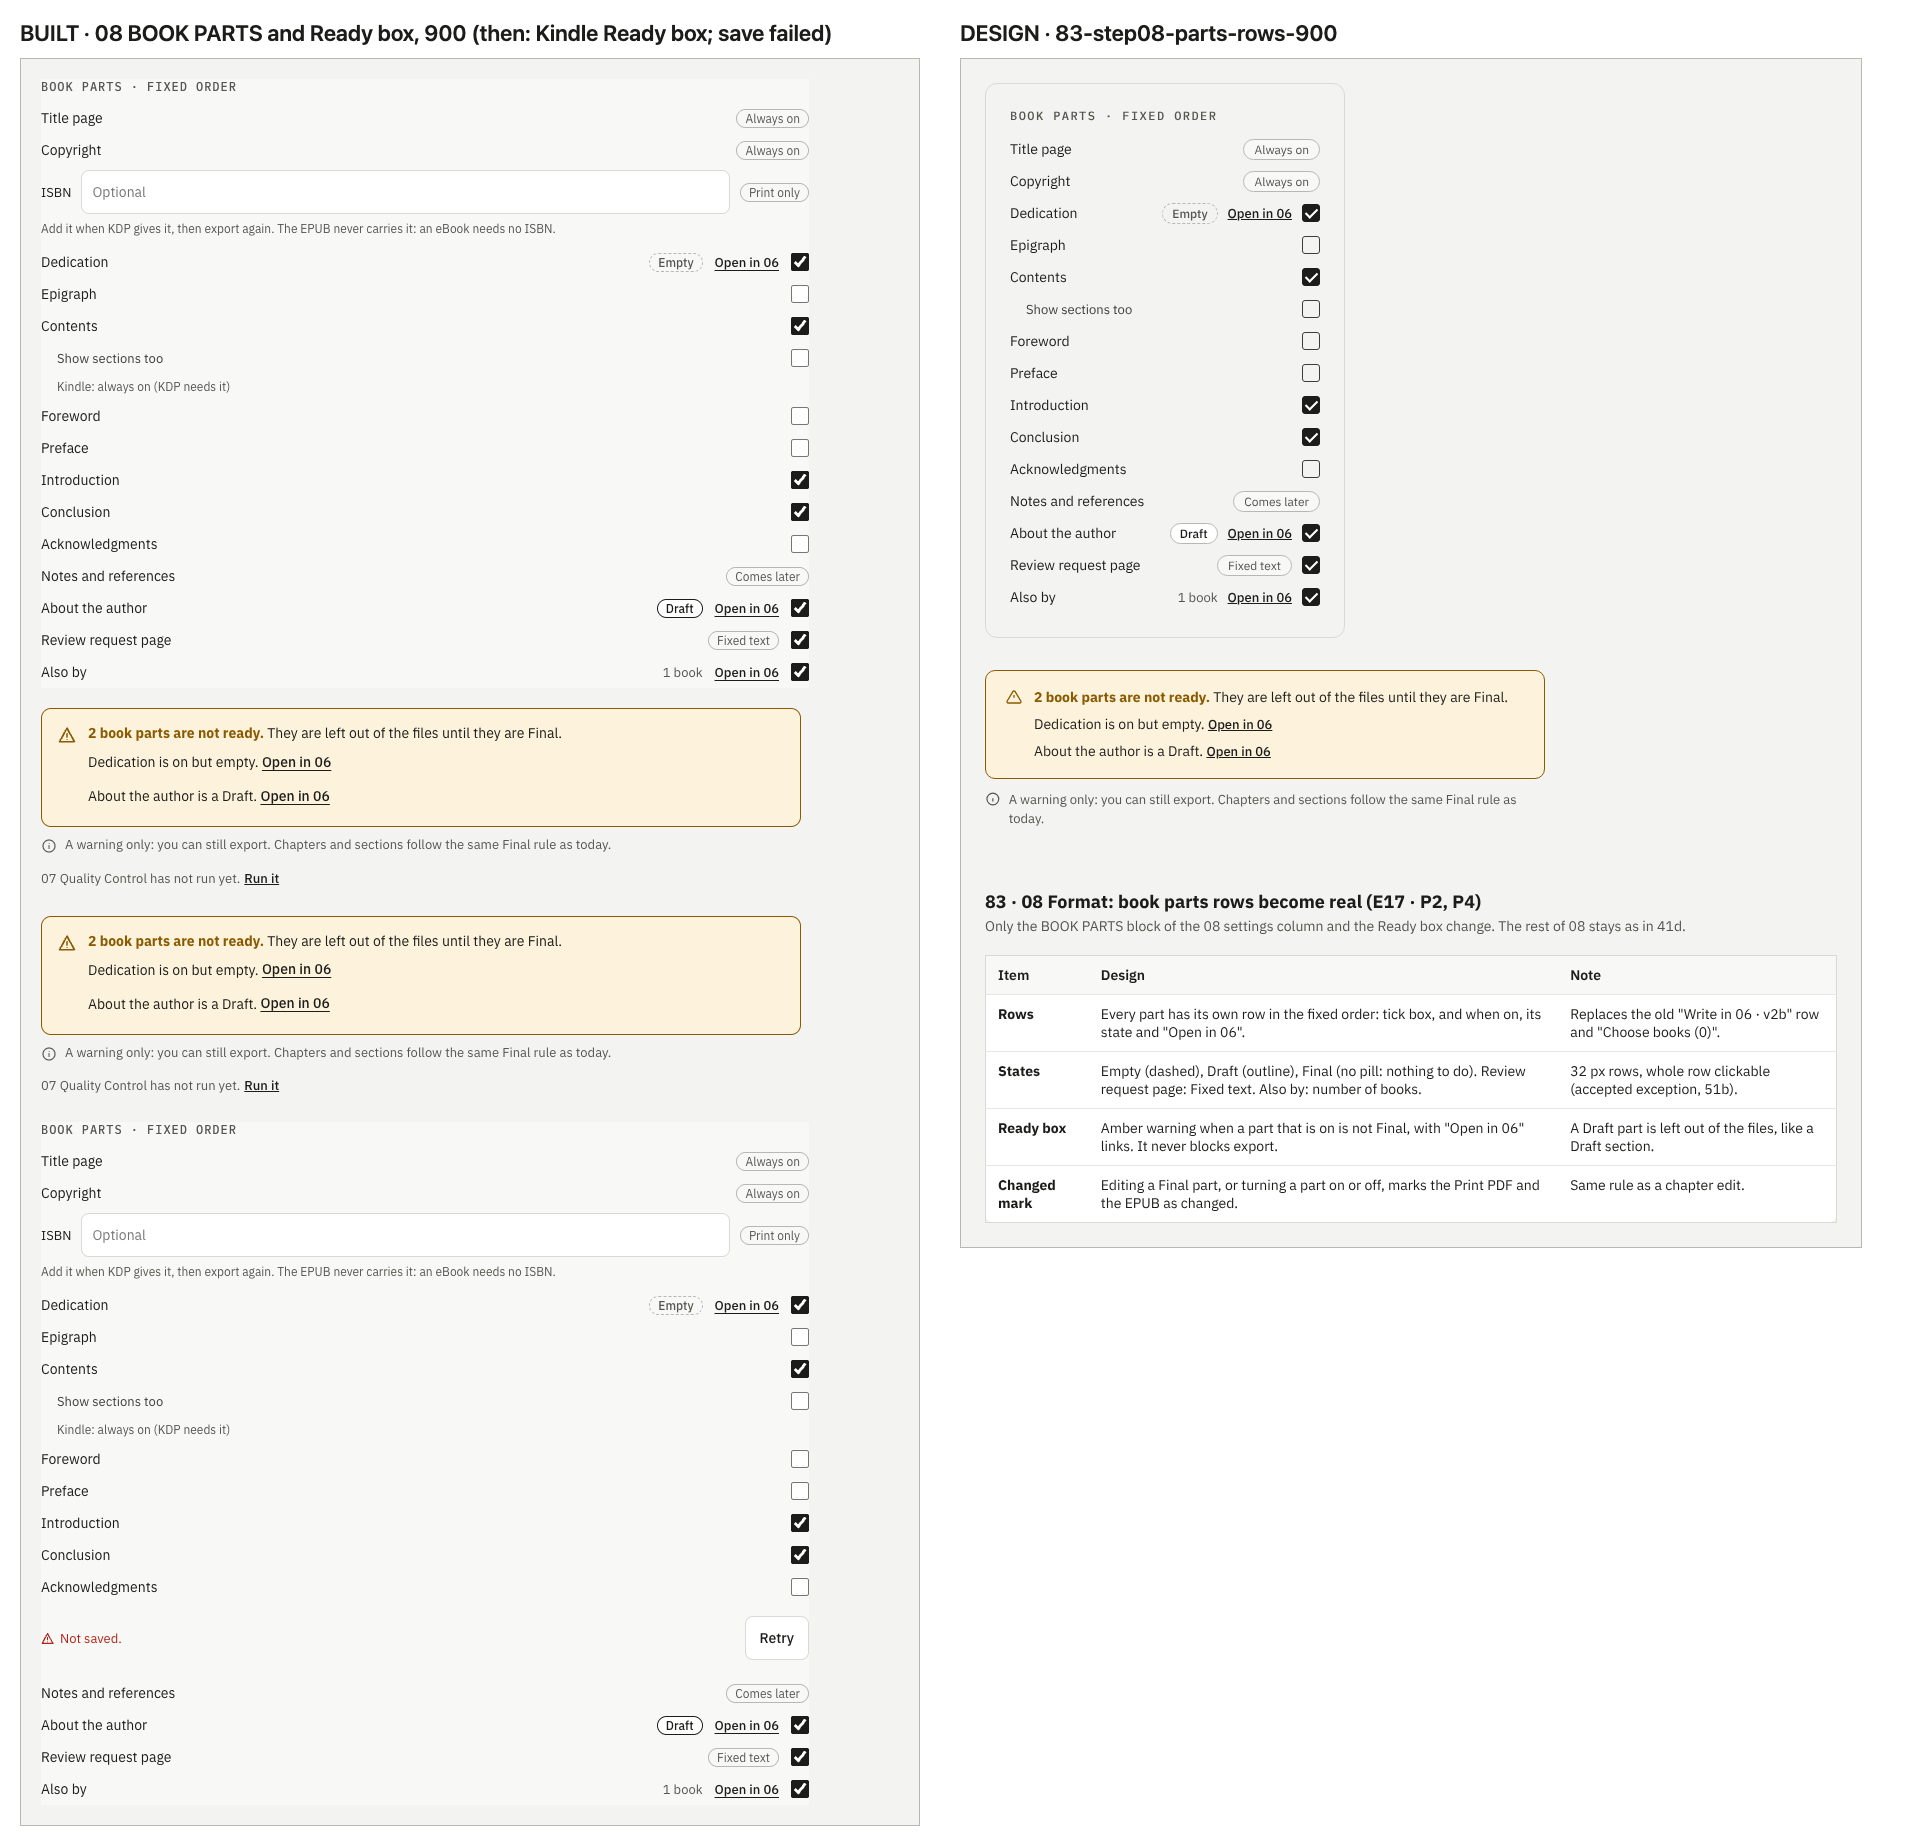 BUILT · 08 BOOK PARTS and Ready box, 900 (then: Kindle Ready box; save failed)
BOOK PARTS · FIXED ORDER
Title page Always on
Copyright Always on
ISBN Optional Print only
Add it when KDP gives it, then export again. The EPUB never carries it: an eBook needs no ISBN.
Dedication Empty Open in 06
Epigraph
Contents
Show sections too
Kindle: always on (KDP needs it)
Foreword
Preface
Introduction
Conclusion
Acknowledgments
Notes and references Comes later
About the author Draft Open in 06
Review request page Fixed text
Also by 1 book Open in 06
2 book parts are not ready. They are left out of the files until they are Final.
Dedication is on but empty. Open in 06
About the author is a Draft. Open in 06
A warning only: you can still export. Chapters and sections follow the same Final rule as today.
07 Quality Control has not run yet. Run it
2 book parts are not ready. They are left out of the files until they are Final.
Dedication is on but empty. Open in 06
About the author is a Draft. Open in 06
A warning only: you can still export. Chapters and sections follow the same Final rule as today.
07 Quality Control has not run yet. Run it
BOOK PARTS · FIXED ORDER
Title page Always on
Copyright Always on
ISBN Optional Print only
Add it when KDP gives it, then export again. The EPUB never carries it: an eBook needs no ISBN.
Dedication Empty Open in 06
Epigraph
Contents
Show sections too
Kindle: always on (KDP needs it)
Foreword
Preface
Introduction
Conclusion
Acknowledgments
Not saved. Retry
Notes and references Comes later
About the author Draft Open in 06
Review request page Fixed text
Also by 1 book Open in 06
DESIGN · 83-step08-parts-rows-900
BOOK PARTS · FIXED ORDER
Title page Always on
Copyright Always on
Dedication Empty Open in 06
Epigraph
Contents
Show sections too
Foreword
Preface
Introduction
Conclusion
Acknowledgments
Notes and references Comes later
About the author Draft Open in 06
Review request page Fixed text
Also by 1 book Open in 06
2 book parts are not ready. They are left out of the files until they are Final.
Dedication is on but empty. Open in 06
About the author is a Draft. Open in 06
A warning only: you can still export. Chapters and sections follow the same Final rule as
today.
83 · 08 Format: book parts rows become real (E17 · P2, P4)
Only the BOOK PARTS block of the 08 settings column and the Ready box change. The rest of 08 stays as in 41d.
Item Design Note
Rows Every part has its own row in the fixed order: tick box, and when on, its Replaces the old "Write in 06 · v2b" row
state and "Open in 06". and "Choose books (0)".
States Empty (dashed), Draft (outline), Final (no pill: nothing to do). Review 32 px rows, whole row clickable
request page: Fixed text. Also by: number of books. (accepted exception, 51b).
Ready box Amber warning when a part that is on is not Final, with "Open in 06" A Draft part is left out of the files, like a
links. It never blocks export. Draft section.
Changed Editing a Final part, or turning a part on or off, marks the Print PDF and Same rule as a chapter edit.
mark the EPUB as changed.